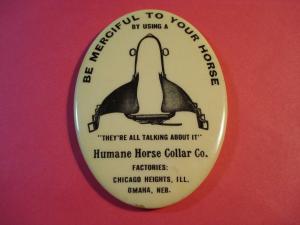 BE MERCIFUL TO YOUR HORSE
BY USING A
"THEY'RE ALL TALKING ABOUT IT"
Humane Horse Collar Co.
FACTORIES:
CHICAGO HEIGHTS, ILL.
OMAHA, NEB.